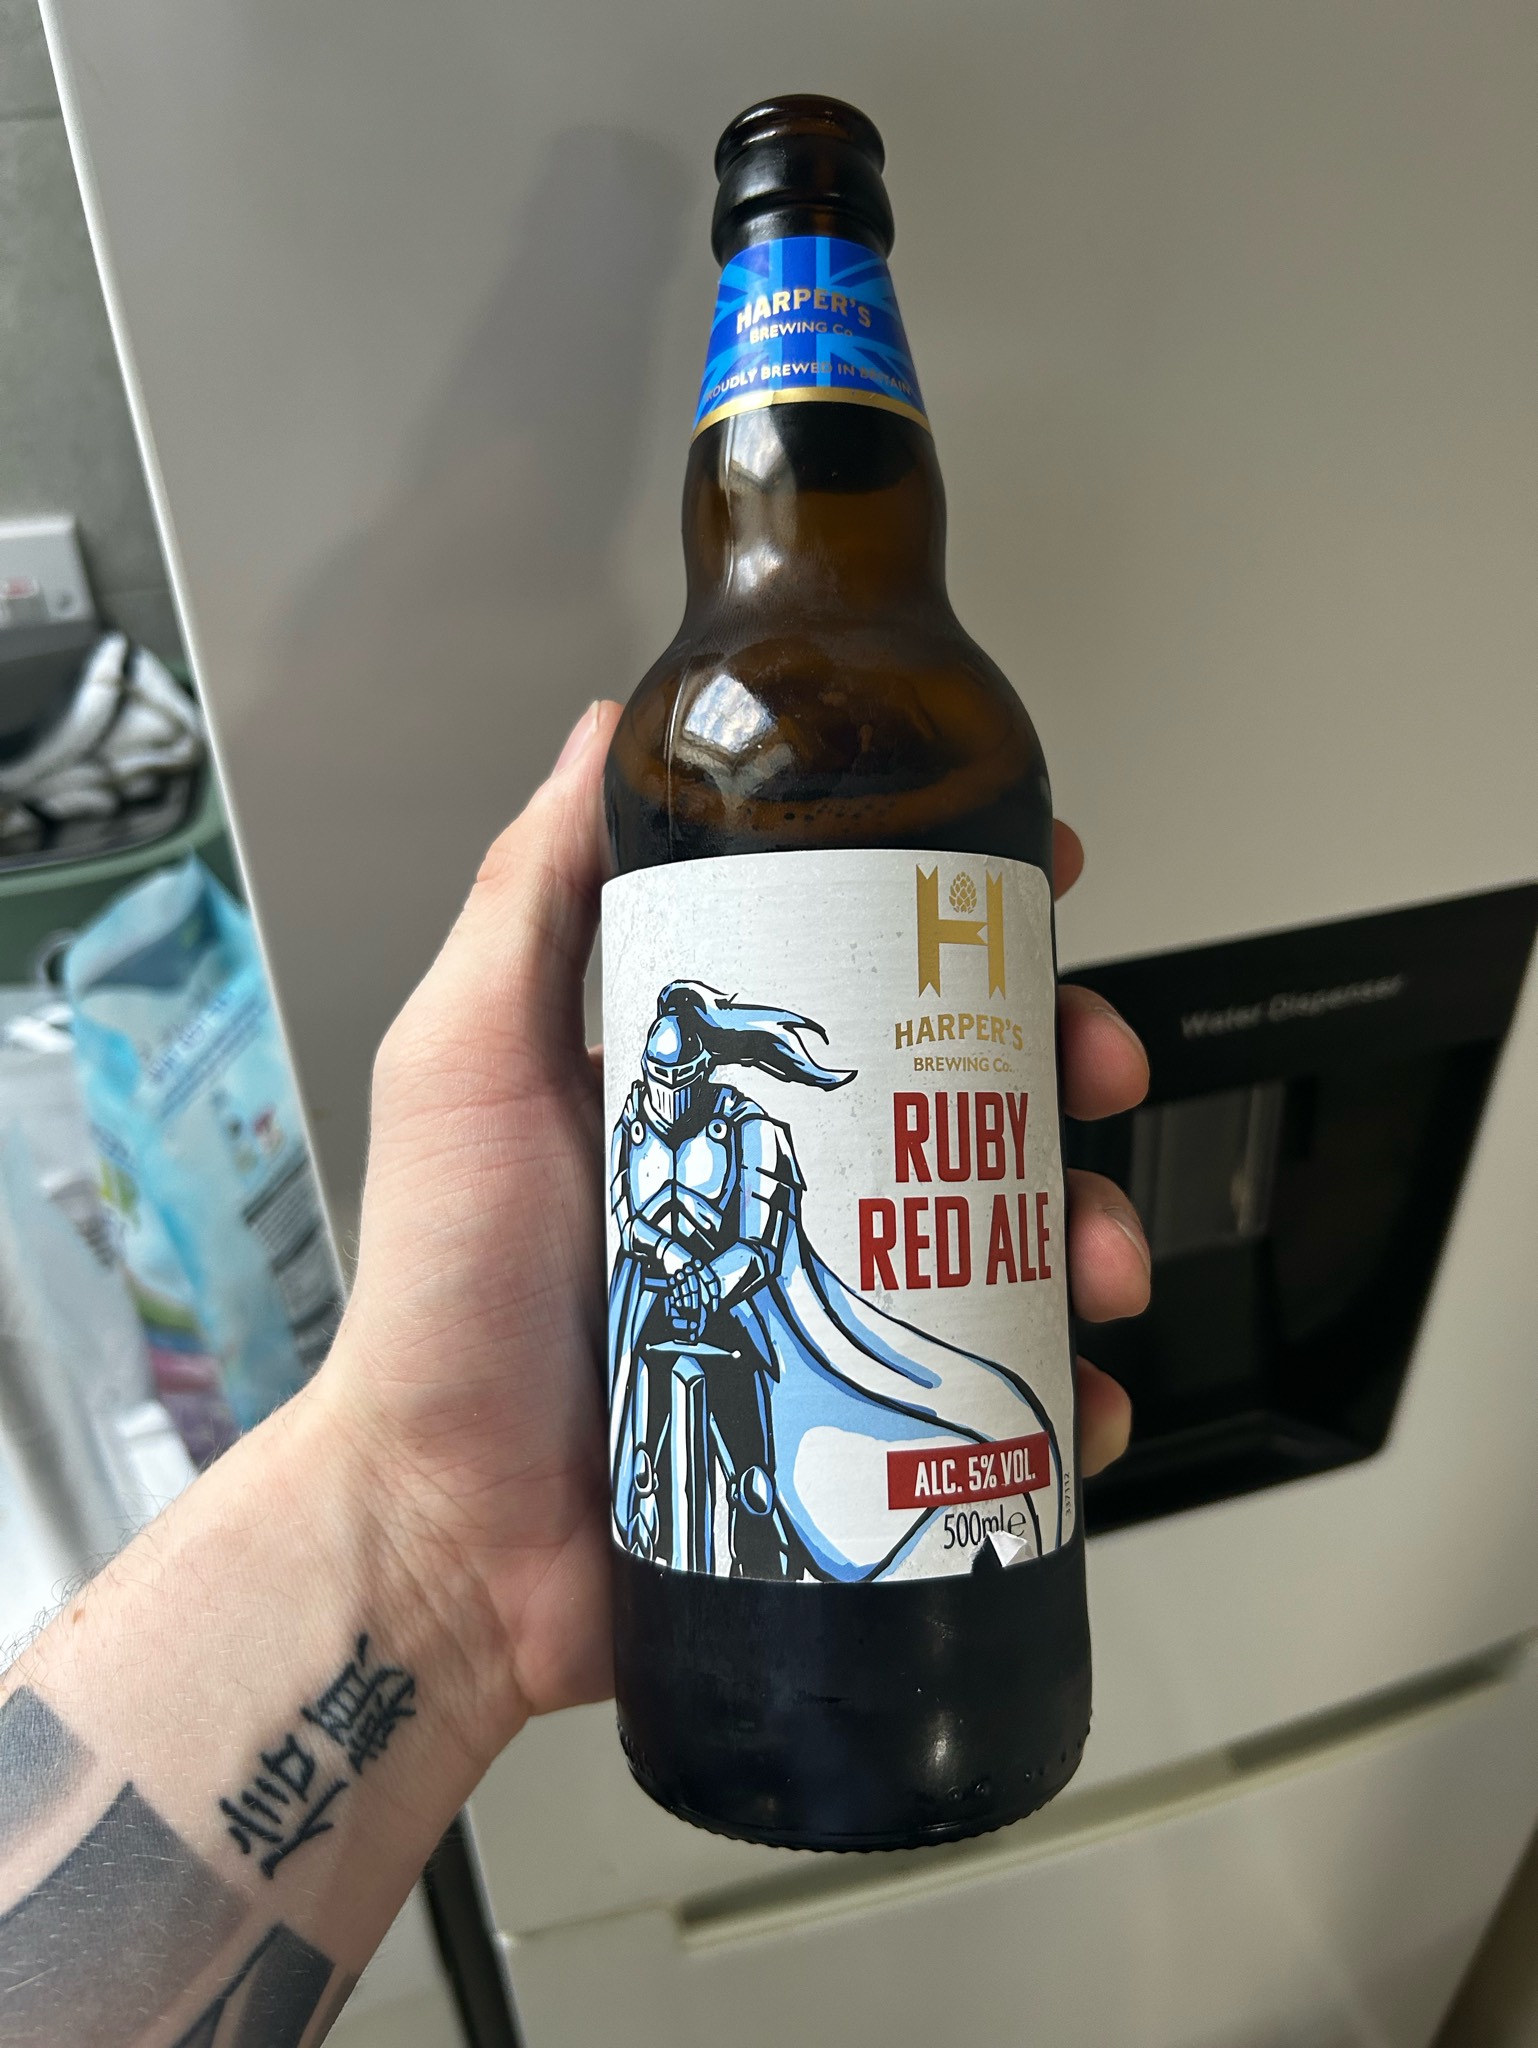 HARPER'S
BREWING Co.
PROUDLY BREWED IN BRITAIN
H
HARPER'S
BREWING Co.
RUBY
RED ALE
ALC. 5% VOL.
500ml e
337112
Water Dispenser